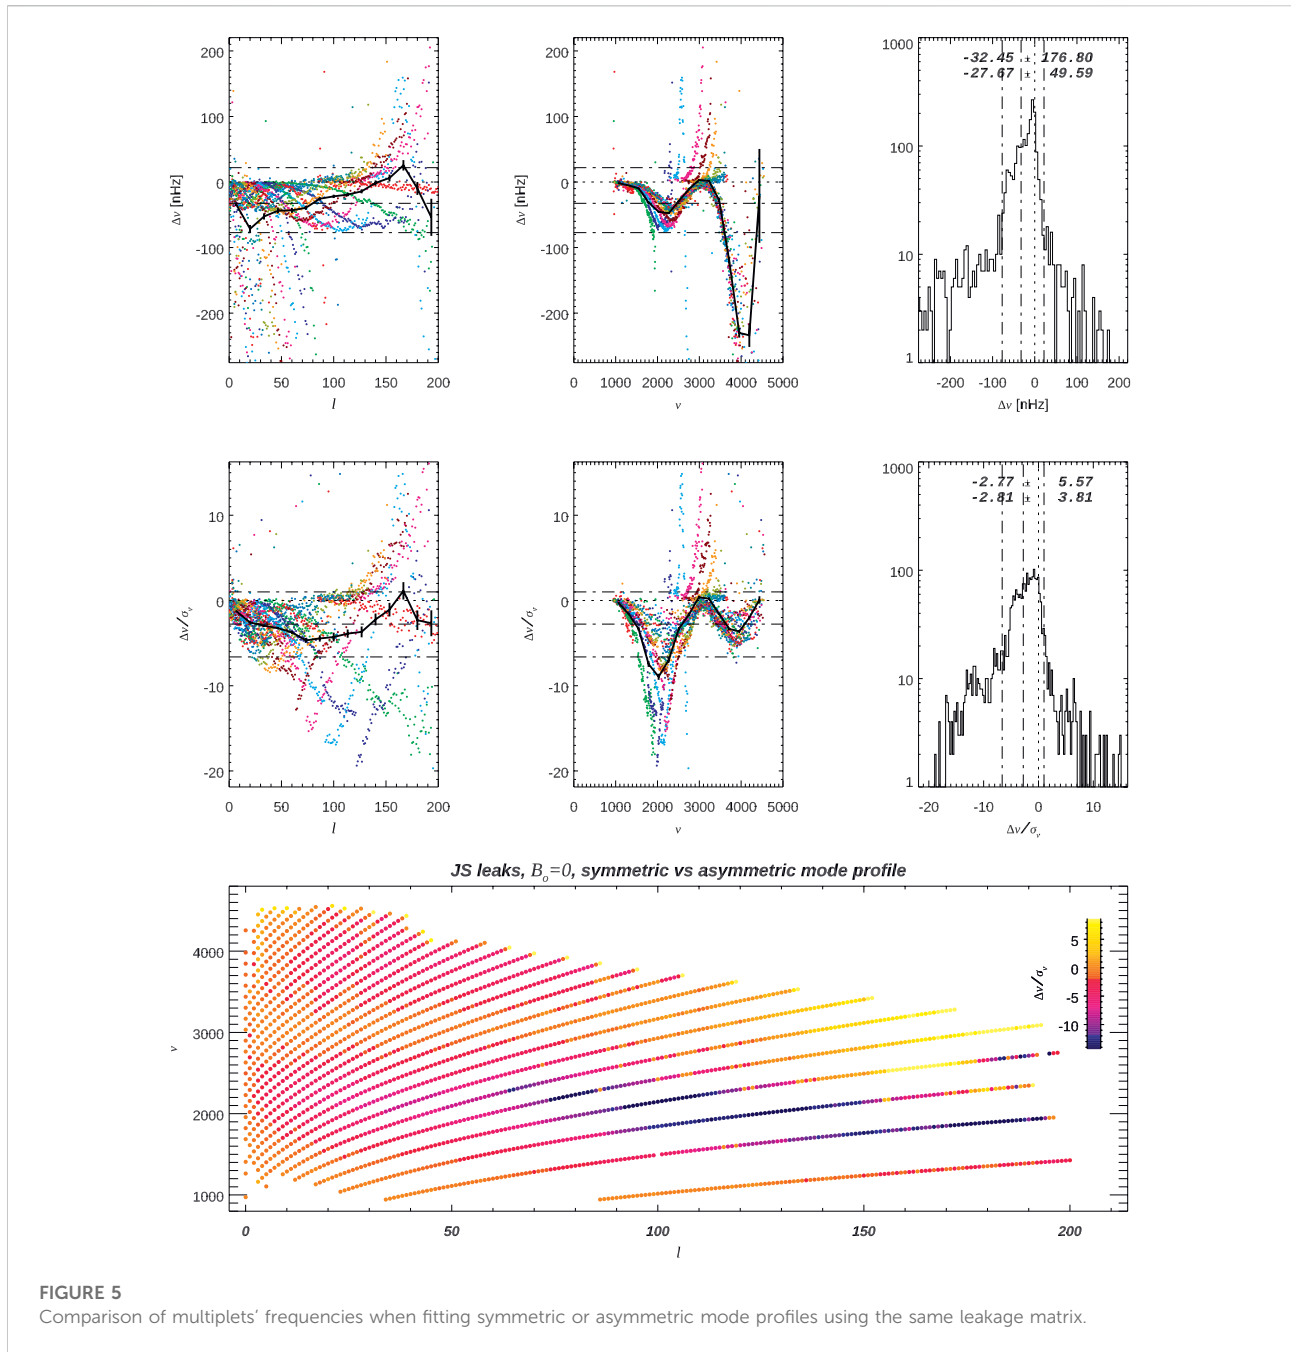 200
100
0
-100
-200
Δν [nHz]
0 50 100 150 200
l
200
100
0
-100
-200
Δν [nHz]
0 1000 2000 3000 4000 5000
ν
1000
100
10
1
-32.45 ± 176.80
-27.67 ± 49.59
-200 -100 0 100 200
Δν [nHz]
10
0
-10
-20
Δν/σν
0 50 100 150 200
l
10
0
-10
-20
Δν/σν
0 1000 2000 3000 4000 5000
ν
1000
100
10
1
-2.77 ± 5.57
-2.81 ± 3.81
-20 -10 0 10
Δν/σν
JS leaks, Bo=0, symmetric vs asymmetric mode profile
4000
3000
2000
1000
ν
5
0
-5
-10
Δν/σν
0 50 100 150 200
l
FIGURE 5
Comparison of multiplets' frequencies when fitting symmetric or asymmetric mode profiles using the same leakage matrix.